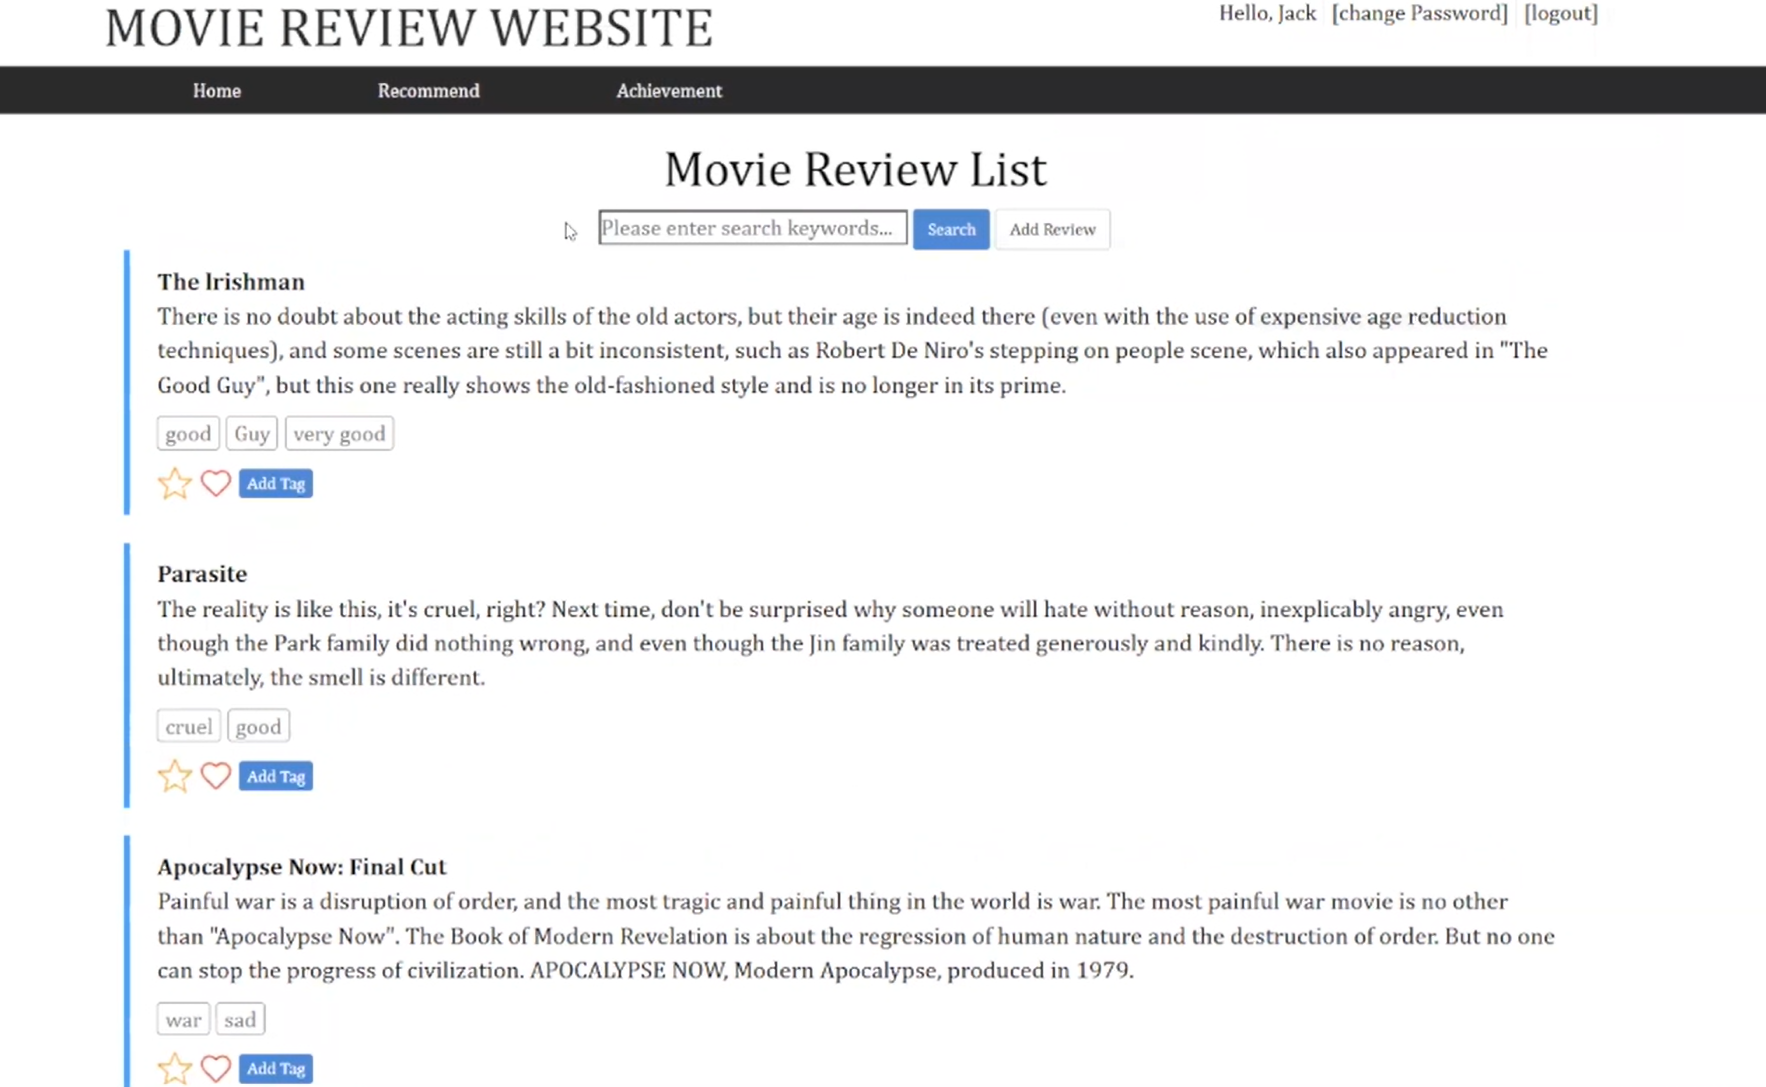 MOVIE REVIEW WEBSITE
Hello, Jack [change Password] [logout]
Home Recommend Achievement
Movie Review List
Please enter search keywords... Search Add Review
The Irishman
There is no doubt about the acting skills of the old actors, but their age is indeed there (even with the use of expensive age reduction
techniques), and some scenes are still a bit inconsistent, such as Robert De Niro's stepping on people scene, which also appeared in "The
Good Guy", but this one really shows the old-fashioned style and is no longer in its prime.
good Guy very good
Add Tag
Parasite
The reality is like this, it's cruel, right? Next time, don't be surprised why someone will hate without reason, inexplicably angry, even
though the Park family did nothing wrong, and even though the Jin family was treated generously and kindly. There is no reason,
ultimately, the smell is different.
cruel good
Add Tag
Apocalypse Now: Final Cut
Painful war is a disruption of order, and the most tragic and painful thing in the world is war. The most painful war movie is no other
than "Apocalypse Now". The Book of Modern Revelation is about the regression of human nature and the destruction of order. But no one
can stop the progress of civilization. APOCALYPSE NOW, Modern Apocalypse, produced in 1979.
war sad
Add Tag